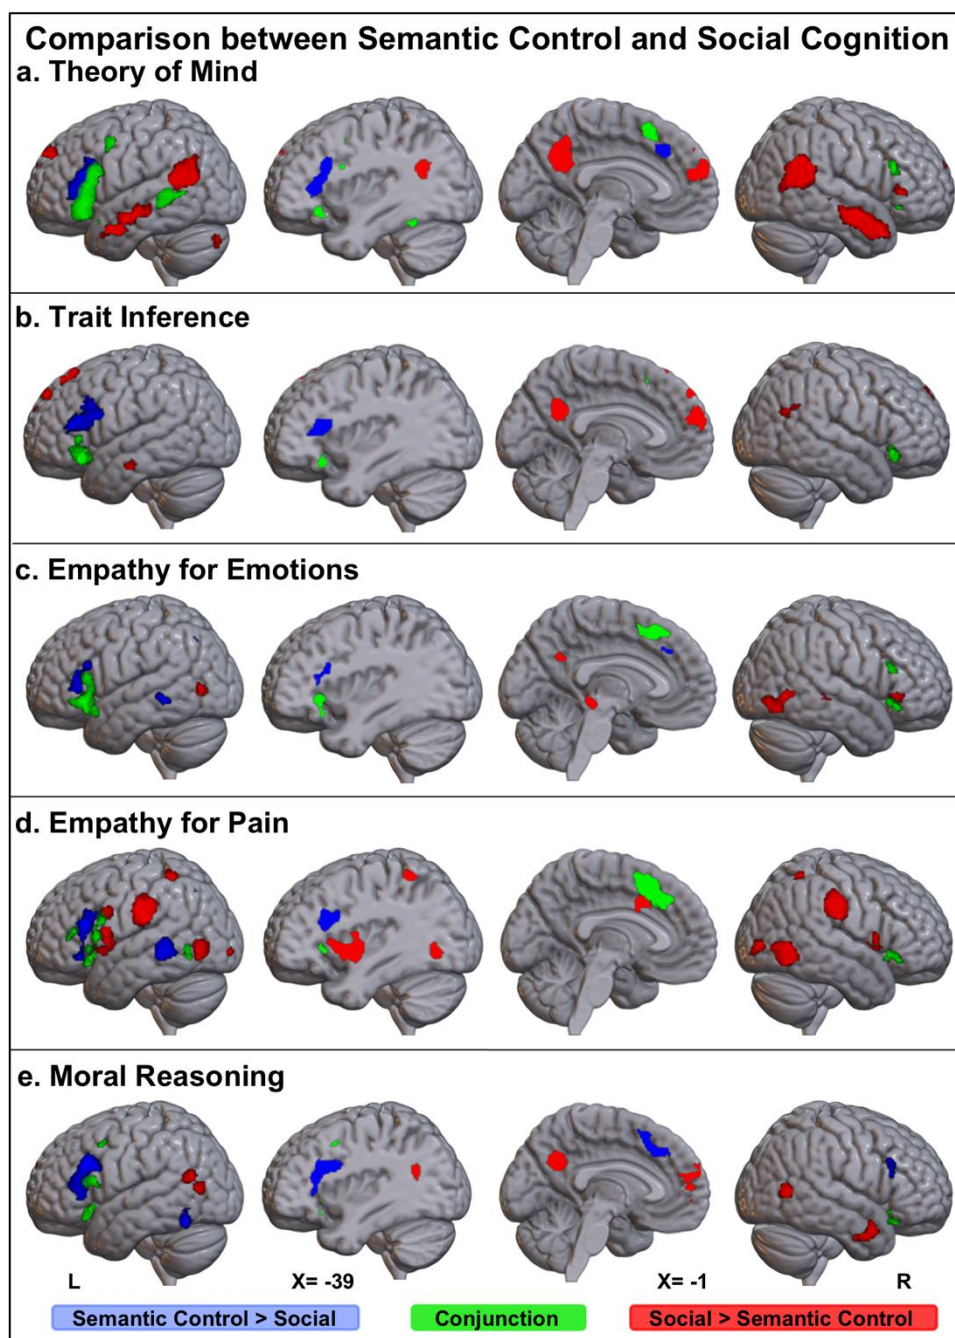 Comparison between Semantic Control and Social Cognition
a. Theory of Mind
b. Trait Inference
c. Empathy for Emotions
d. Empathy for Pain
e. Moral Reasoning
L X= -39 X= -1 R
Semantic Control > Social Conjunction Social > Semantic Control